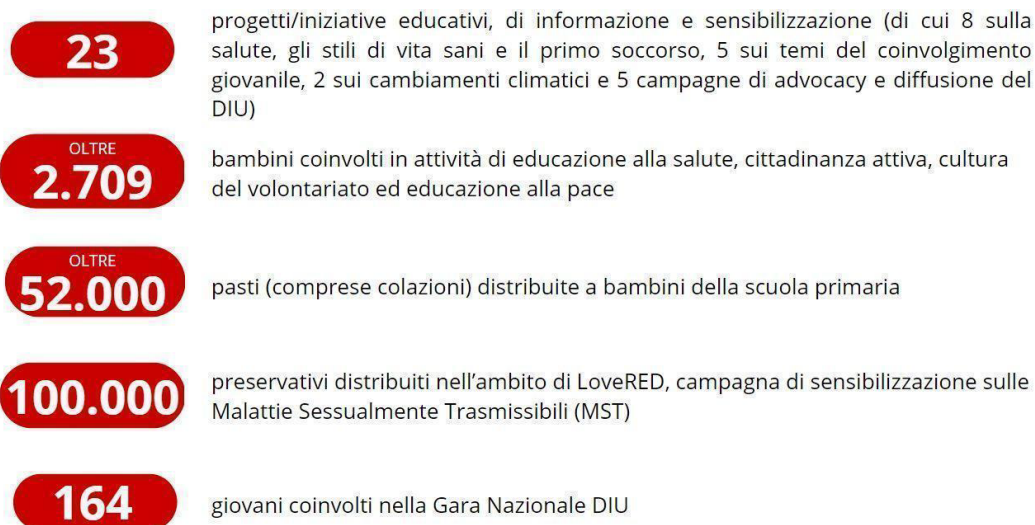 23
progetti/iniziative educativi, di informazione e sensibilizzazione (di cui 8 sulla
salute, gli stili di vita sani e il primo soccorso, 5 sui temi del coinvolgimento
giovanile, 2 sui cambiamenti climatici e 5 campagne di advocacy e diffusione del
DIU)
OLTRE
2.709
bambini coinvolti in attività di educazione alla salute, cittadinanza attiva, cultura
del volontariato ed educazione alla pace
OLTRE
52.000
pasti (comprese colazioni) distribuite a bambini della scuola primaria
100.000
preservativi distribuiti nell'ambito di LoveRED, campagna di sensibilizzazione sulle
Malattie Sessualmente Trasmissibili (MST)
164
giovani coinvolti nella Gara Nazionale DIU